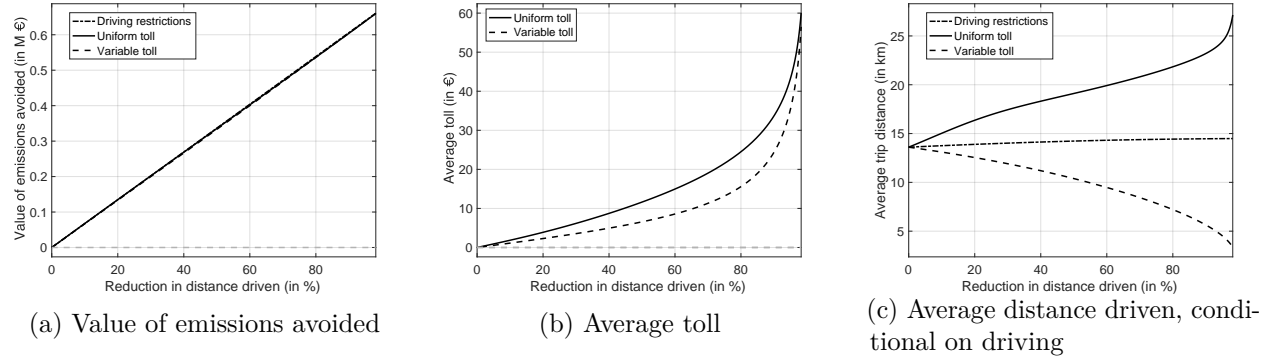 Value of emissions avoided (in M €)
0.6
0.5
0.4
0.3
0.2
0.1
0
0 20 40 60 80
Reduction in distance driven (in %)
Driving restrictions
Uniform toll
Variable toll
(a) Value of emissions avoided
Average toll (in €)
60
50
40
30
20
10
0
0 20 40 60 80
Reduction in distance driven (in %)
Uniform toll
Variable toll
(b) Average toll
Average trip distance (in km)
25
20
15
10
5
0 20 40 60 80
Reduction in distance driven (in %)
Driving restrictions
Uniform toll
Variable toll
(c) Average distance driven, condi-
tional on driving